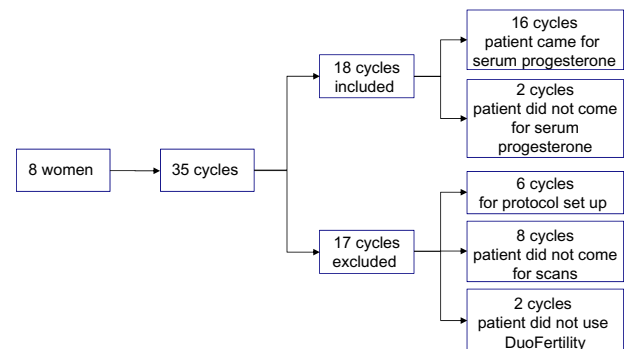 8 women
35 cycles
18 cycles
included
16 cycles
patient came for
serum progesterone
2 cycles
patient did not come
for serum
progesterone
17 cycles
excluded
6 cycles
for protocol set up
8 cycles
patient did not come
for scans
2 cycles
patient did not use
DuoFertility